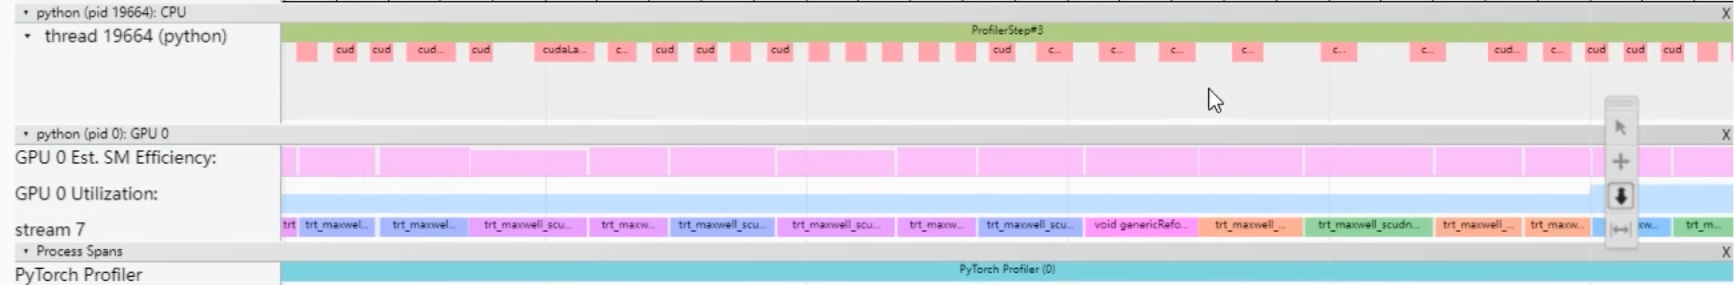 python (pid 19664): CPU X
thread 19664 (python)
ProfilerStep#3
cud cud cud... cud cudaLa... c... cud cud cud cud c... c... c... c... c... c... cud... c... cud cud cud
python (pid 0): GPU 0 X
GPU 0 Est. SM Efficiency:
GPU 0 Utilization:
stream 7
trt trt_maxwel... trt_maxwel... trt_maxwell_scu... trt_maxw... trt_maxwell_scu... trt_maxwell_scu... trt_maxw... trt_maxwell_scu... void genericRefo... trt_maxwell_... trt_maxwell_scudn... trt_maxwell_... trt_maxw... xw... trt_m...
Process Spans X
PyTorch Profiler
PyTorch Profiler (0)